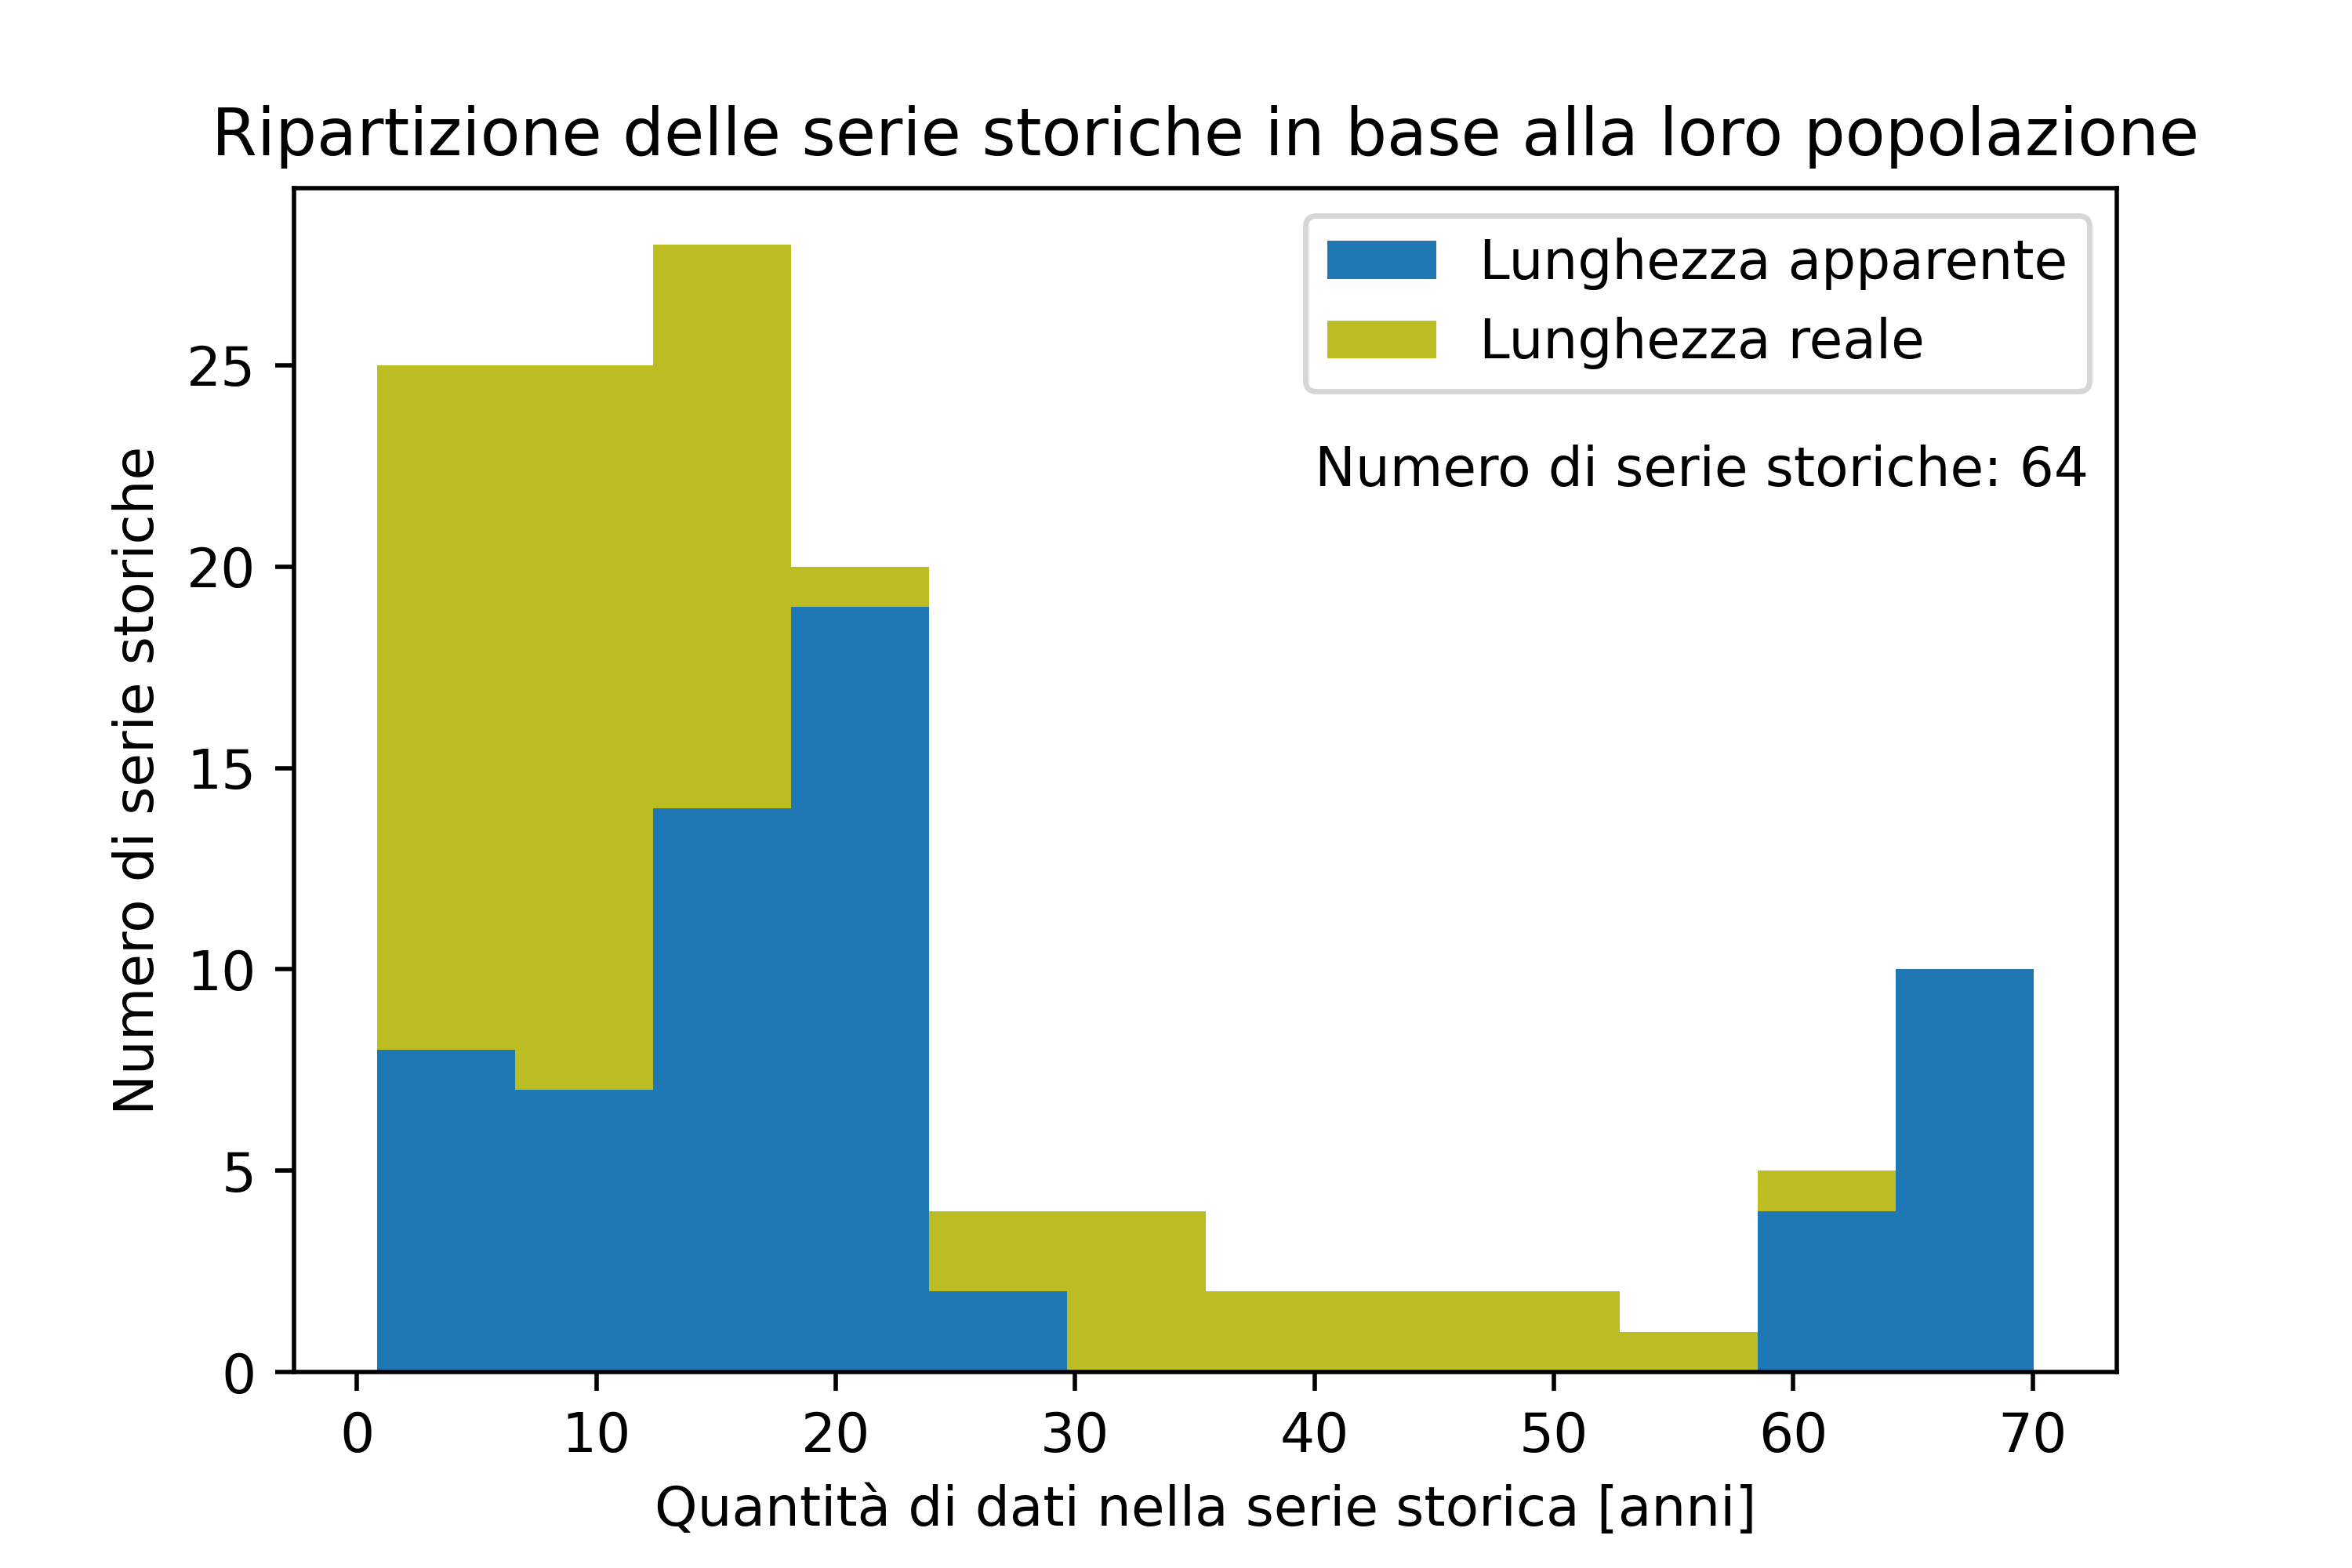 Ripartizione delle serie storiche in base alla loro popolazione
Lunghezza apparente
Lunghezza reale
Numero di serie storiche: 64
Numero di serie storiche
25
20
15
10
5
0
0 10 20 30 40 50 60 70
Quantità di dati nella serie storica [anni]